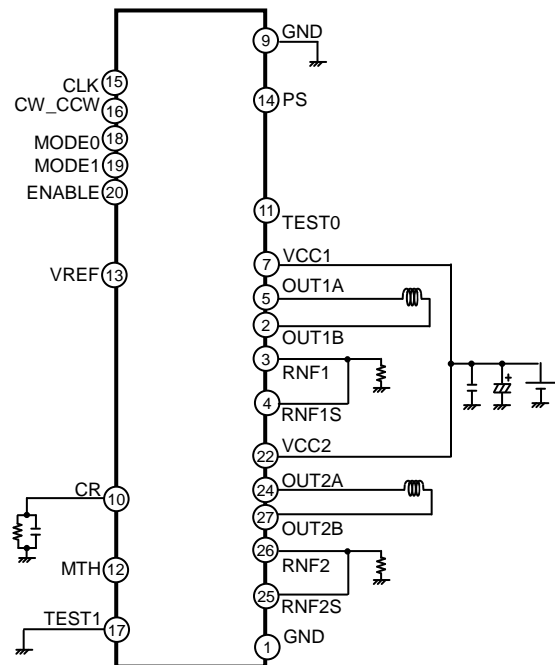 9 GND
15 CLK
16 CW_CCW
14 PS
18 MODE0
19 MODE1
20 ENABLE
11 TEST0
7 VCC1
13 VREF
5 OUT1A
2 OUT1B
3 RNF1
4 RNF1S
+
22 VCC2
24 OUT2A
10 CR
27 OUT2B
26 RNF2
12 MTH
25 RNF2S
17 TEST1
1 GND